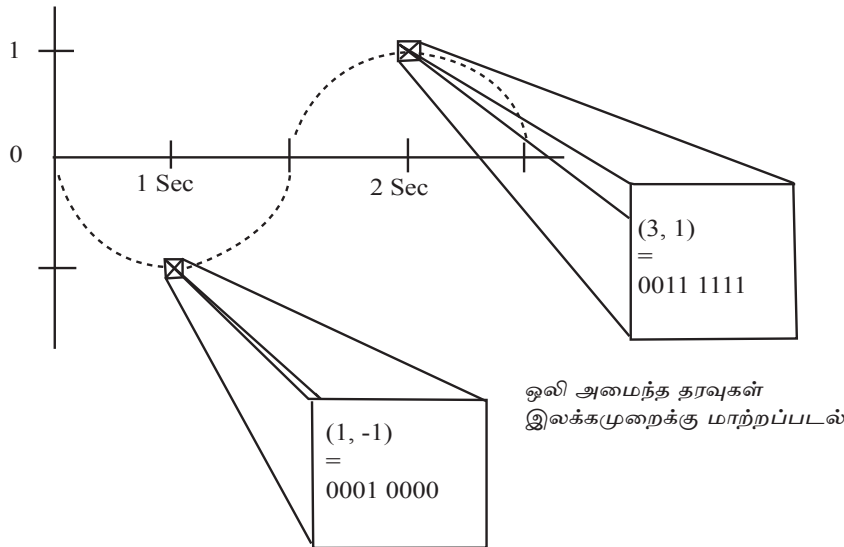 1
0
1 Sec
2 Sec
(3, 1)
=
0011 1111
ஒலி அமைந்த தரவுகள்
இலக்கமுறைக்கு மாற்றப்படல்
(1, -1)
=
0001 0000